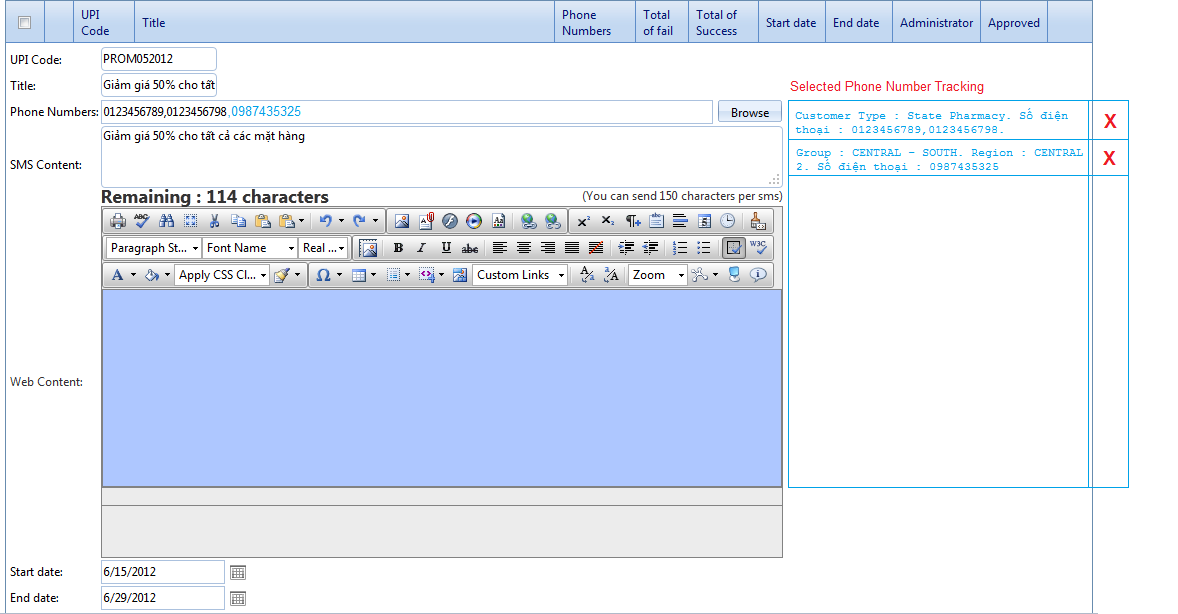 UPI Code
Title
Phone Numbers
Total of fail
Total of Success
Start date
End date
Administrator
Approved
UPI Code: PROM052012
Title: Giảm giá 50% cho tất
Phone Numbers: 0123456789,0123456798,0987435325 Browse
SMS Content: Giảm giá 50% cho tất cả các mặt hàng
Remaining : 114 characters (You can send 150 characters per sms)
Paragraph St... Font Name Real ... B I U abc W3C
A Apply CSS Cl... Ω Custom Links Zoom
Web Content:
Start date: 6/15/2012
End date: 6/29/2012
Selected Phone Number Tracking
Customer Type : State Pharmacy. Số điện
thoại : 0123456789,0123456798. X
Group : CENTRAL - SOUTH. Region : CENTRAL
2. Số điện thoại : 0987435325 X